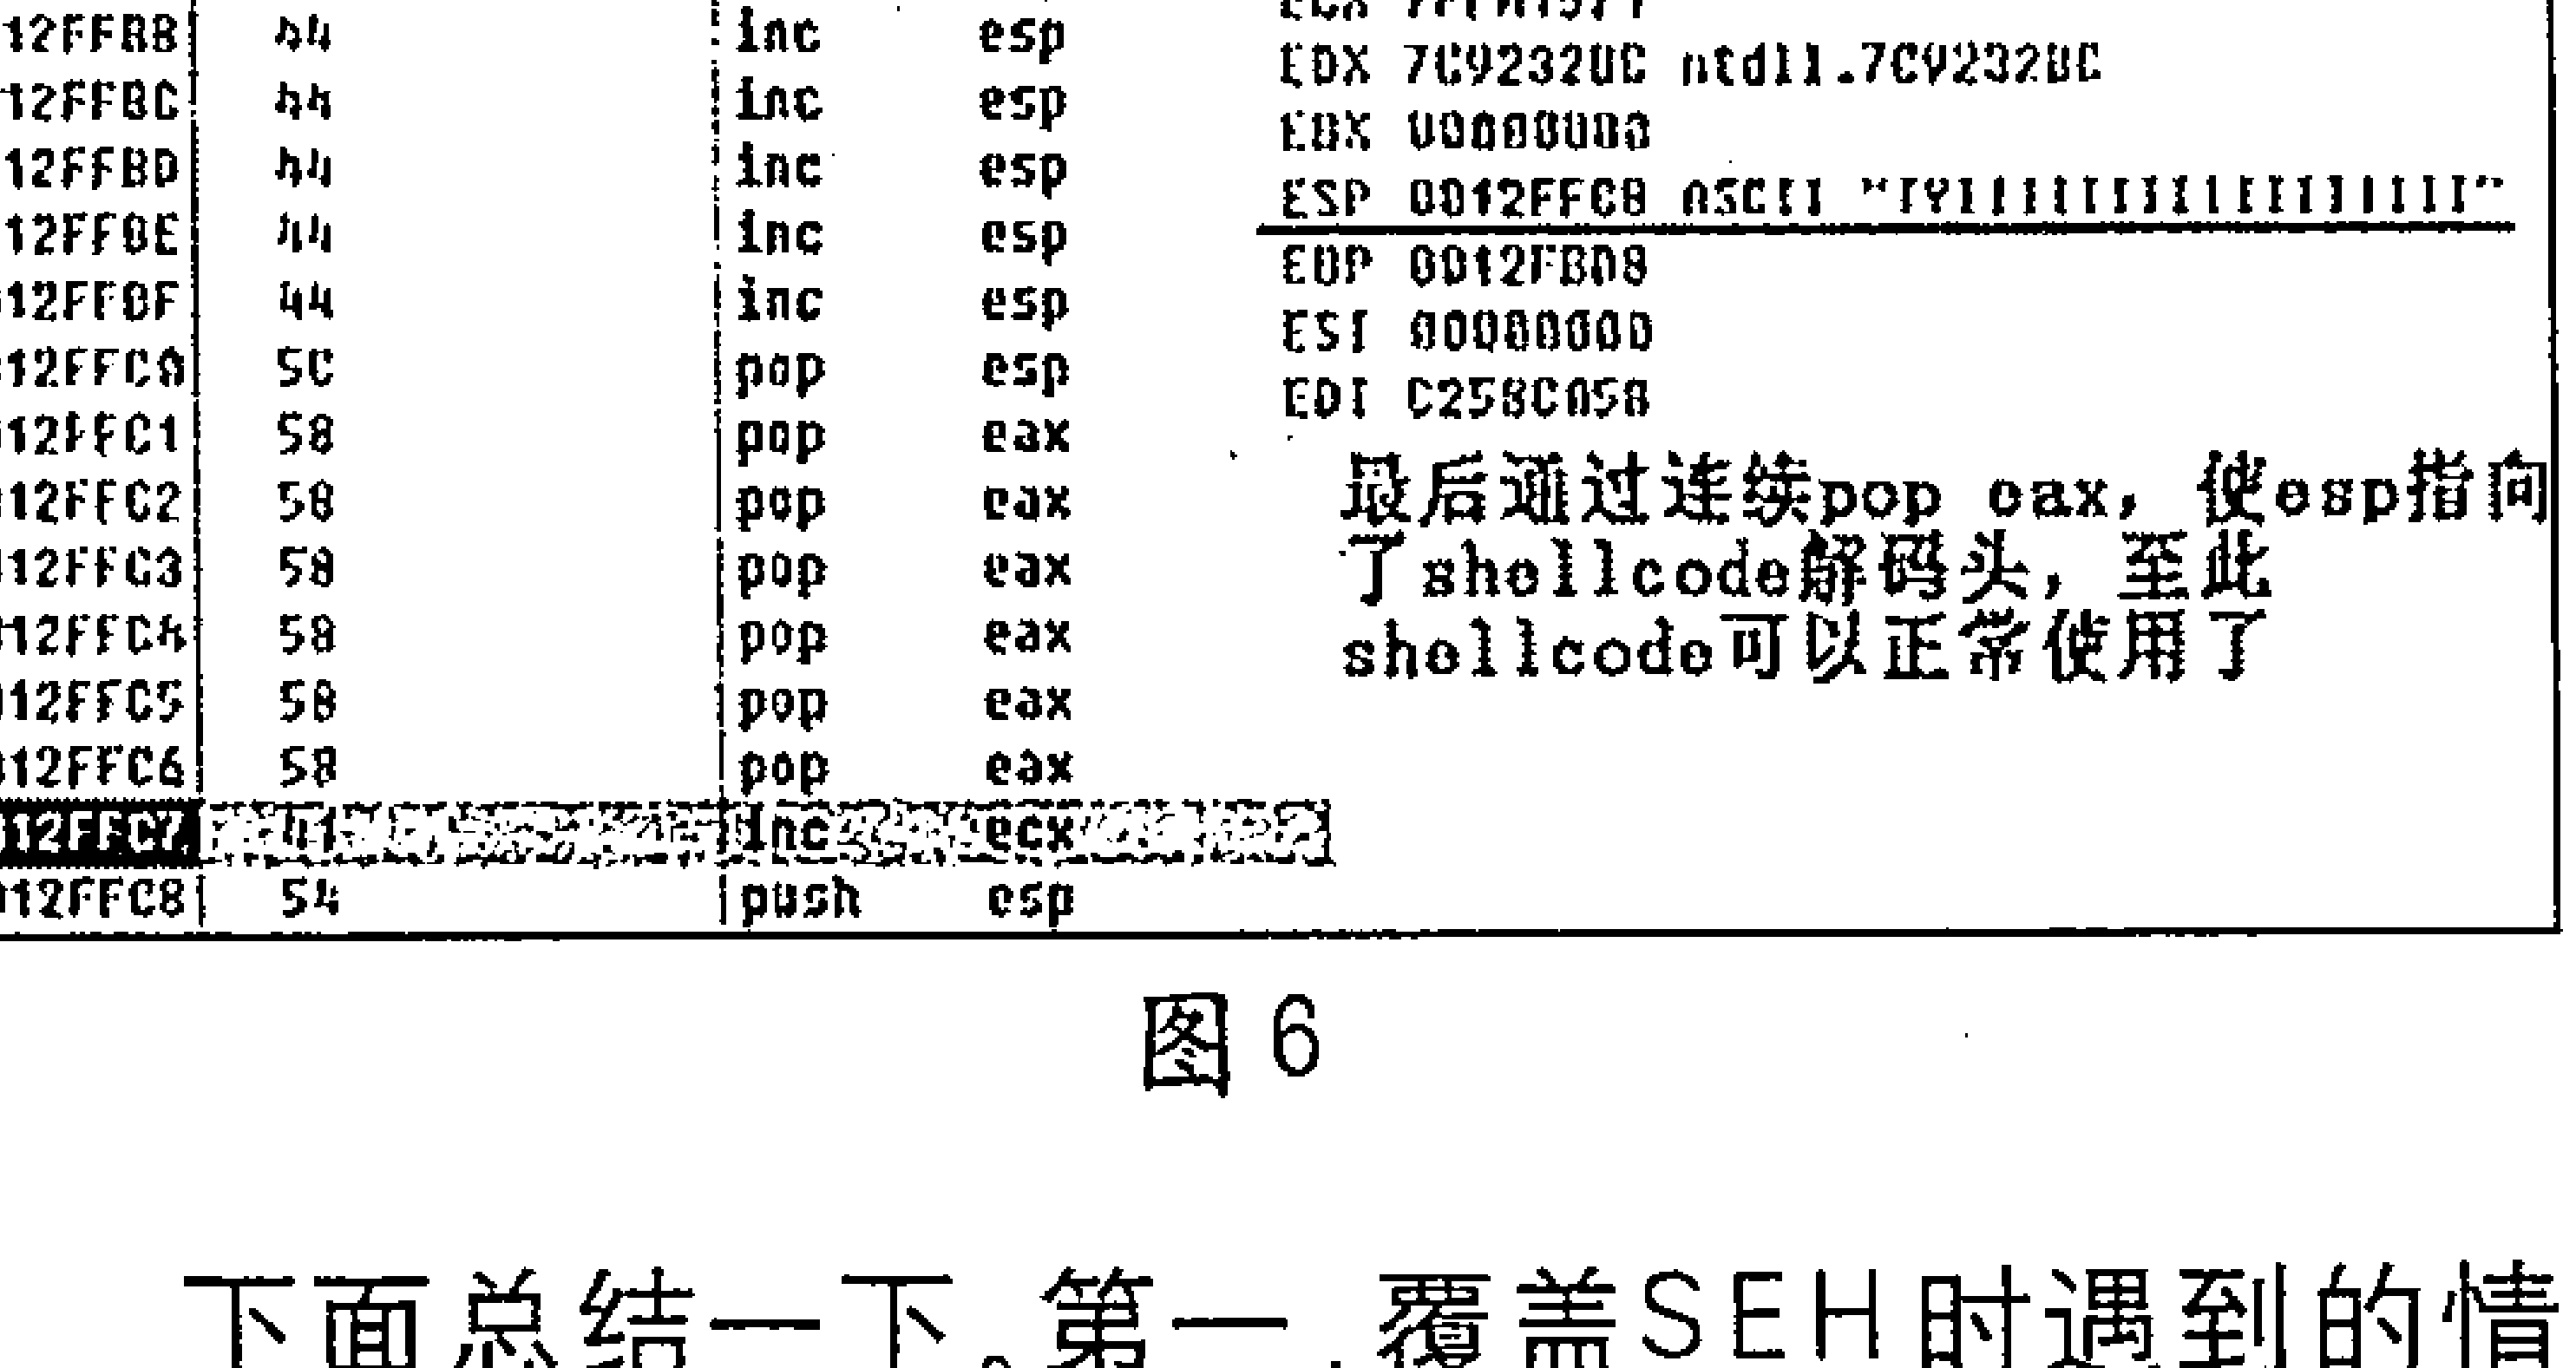 12FFBB 44 inc esp
12FFBC 44 inc esp
12FFBD 44 inc esp
12FFBE 44 inc esp
12FFBF 44 inc esp
12FFC0 5C pop esp
12FFC1 58 pop eax
12FFC2 58 pop eax
12FFC3 58 pop eax
12FFC4 58 pop eax
12FFC5 58 pop eax
12FFC6 58 pop eax
12FFC7 41 inc ecx
12FFC8 54 push esp
EDX 7C9232BC ntdll.7C9232BC
EBX 00000000
ESP 0012FFC8 ASCII
EBP
ESI 00000000
EDI
最后通过连续pop eax，使esp指向
了shellcode解码头，至此
shellcode可以正常使用了
图 6
下面总结一下。第一，覆盖SEH时遇到的情